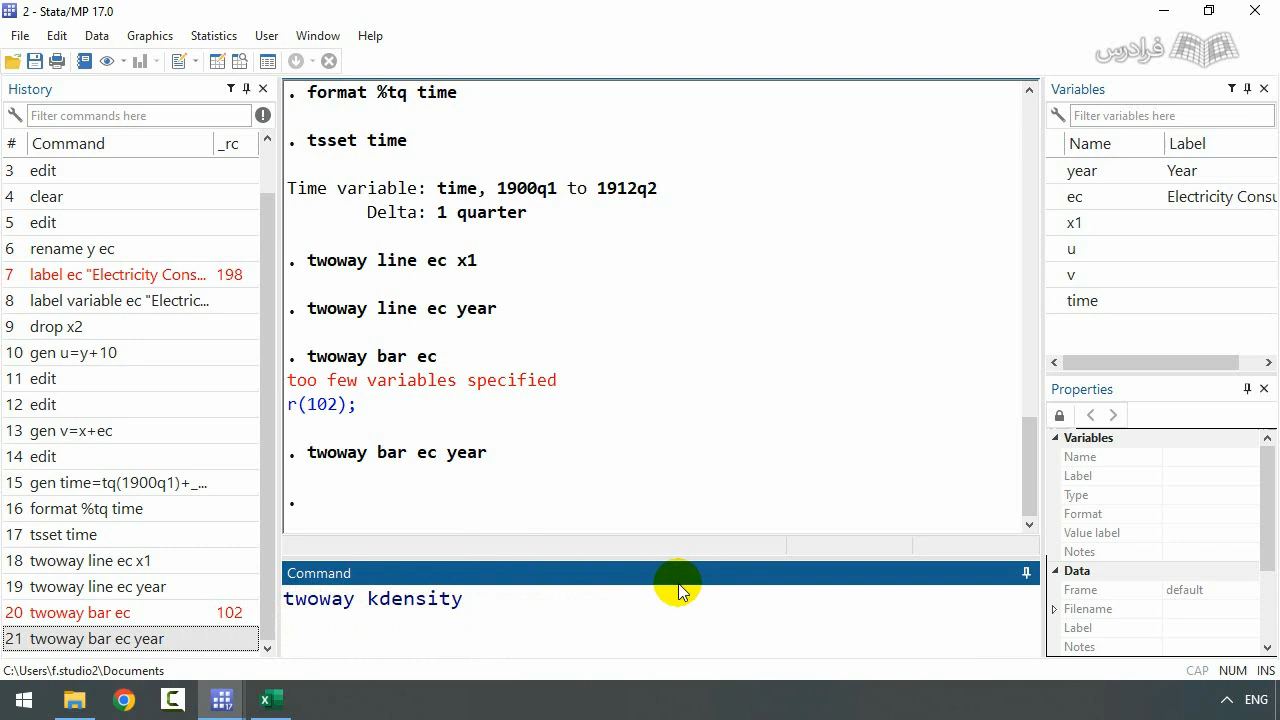 2 - Stata/MP 17.0
File Edit Data Graphics Statistics User Window Help
فرادرس
History
Filter commands here
# Command _rc
3 edit
4 clear
5 edit
6 rename y ec
7 label ec "Electricity Cons... 198
8 label variable ec "Electric...
9 drop x2
10 gen u=y+10
11 edit
12 edit
13 gen v=x+ec
14 edit
15 gen time=tq(1900q1)+_...
16 format %tq time
17 tsset time
18 twoway line ec x1
19 twoway line ec year
20 twoway bar ec 102
21 twoway bar ec year
. format %tq time
. tsset time
Time variable: time, 1900q1 to 1912q2
Delta: 1 quarter
. twoway line ec x1
. twoway line ec year
. twoway bar ec
too few variables specified
r(102);
. twoway bar ec year
.
Command
twoway kdensity
Variables
Filter variables here
Name Label
year Year
ec Electricity Consu
x1
u
v
time
Properties
Variables
Name
Label
Type
Format
Value label
Notes
Data
Frame default
Filename
Label
Notes
C:\Users\f.studio2\Documents
CAP NUM INS
17
ENG